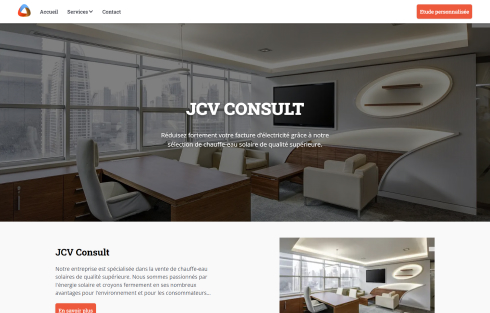 Accueil Services Contact Etude personnalisée
JCV CONSULT
Réduisez fortement votre facture d'électricité grâce à notre
sélection de chauffe-eau solaire de qualité supérieure.
JCV Consult
Notre entreprise est spécialisée dans la vente de chauffe-eau
solaires de qualité supérieure. Nous sommes passionnés par
l'énergie solaire et croyons fermement en ses nombreux
avantages pour l'environnement et pour les consommateurs...
En savoir plus